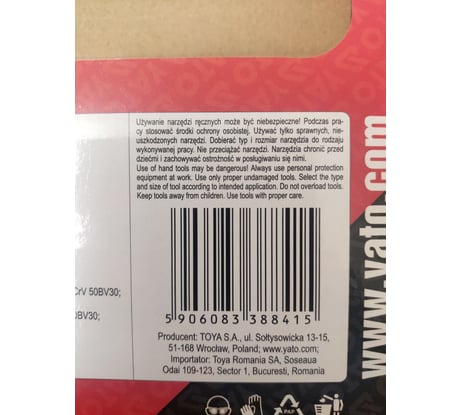 Używanie narzędzi ręcznych może być niebezpieczne! Podczas pra-
cy stosować środki ochrony osobistej. Używać tylko sprawnych, nie-
uszkodzonych narzędzi. Dobierać typ i rozmiar narzędzia do rodzaju
wykonywanej pracy. Nie przeciążać narzędzi. Narzędzia chronić przed
dziećmi i zachowywać ostrożność w posługiwaniu się nimi.
Use of hand tools may be dangerous! Always use personal protection
equipment at work. Use only proper undamaged tools. Select the type
and size of tool according to intended application. Do not overload tools.
Keep tools away from children. Use tools with proper care.
CrV 50BV30;
0BV30;
5 906083 388415
Producent: TOYA S.A., ul. Sołtysowicka 13-15,
51-168 Wrocław, Poland; www.yato.com;
Importator: Toya Romania SA, Soseaua
Odai 109-123, Sector 1, Bucuresti, Romania
www.yato.com
PAP